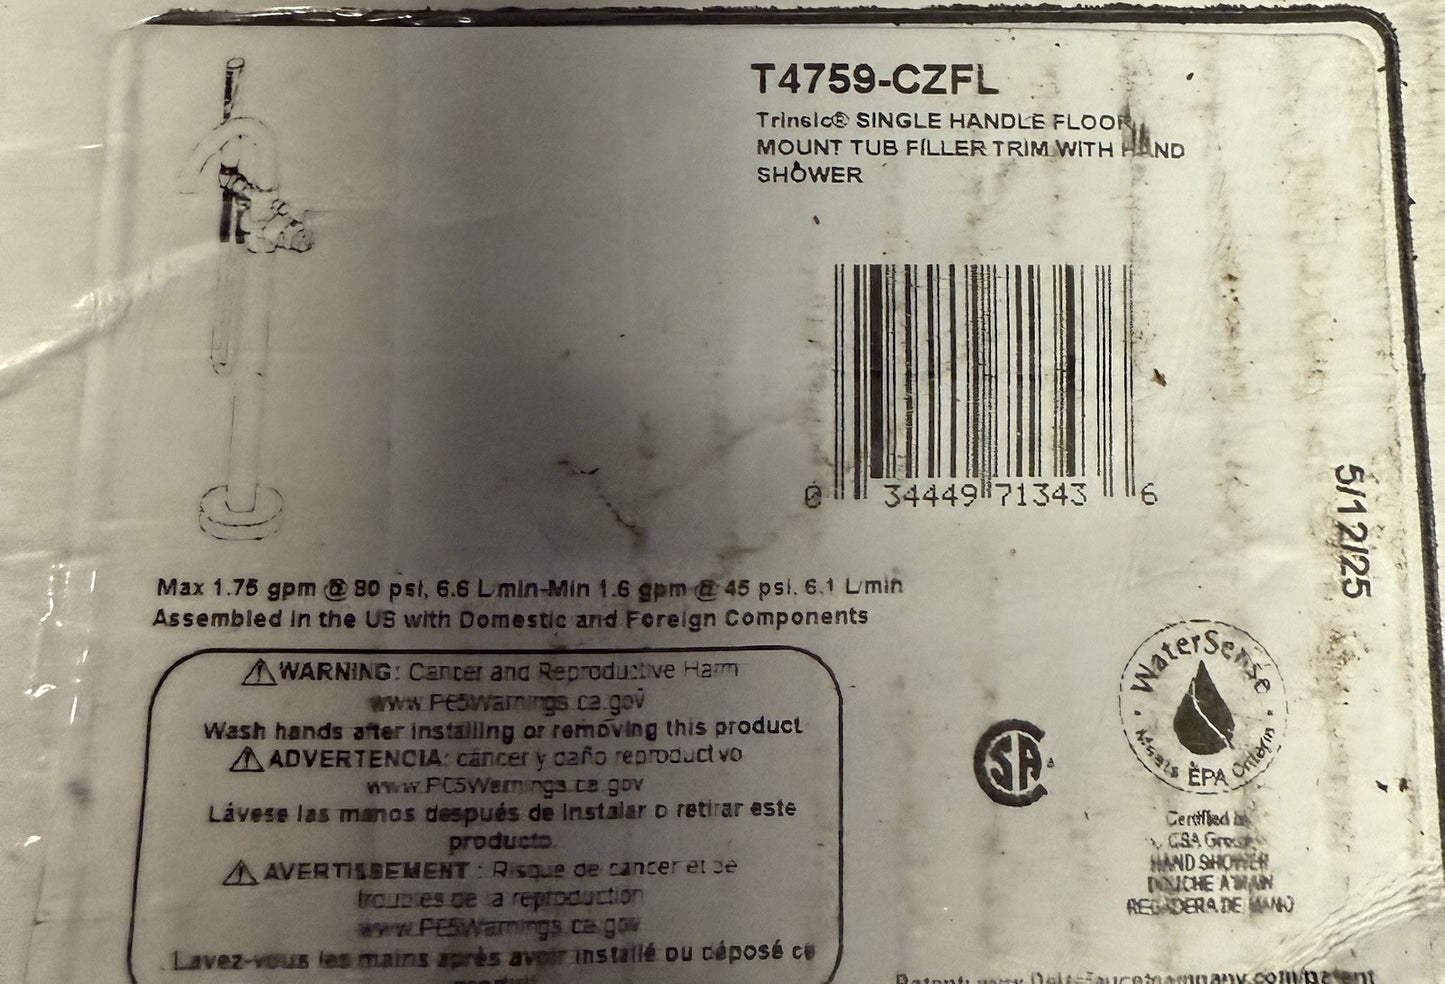 T4759-CZFL
Trinsic® SINGLE HANDLE FLOOR
MOUNT TUB FILLER TRIM WITH HAND
SHOWER
0 34449 71343 6
5/12/25
Max 1.75 gpm @ 80 psi, 6.6 L/min-Min 1.6 gpm @ 45 psi. 6.1 L/min
Assembled in the US with Domestic and Foreign Components
WARNING: Cancer and Reproductive Harm
www.P65Warnings.ca.gov
Wash hands after installing or removing this product
ADVERTENCIA: cáncer y daño reproductivo
www.P65Warnings.ca.gov
Lávese las manos después de instalar o retirar este
producto.
AVERTISSEMENT : Risque de cancer et de
troubles de la reproduction
www.P65Warnings.ca.gov
Lavez-vous les mains après avoir installé ou déposé ce
produit
CSA
WaterSense
Meets EPA Criteria
Certified by
CSA Group
HAND SHOWER
DOUCHE A MAIN
REGADERA DE MANO